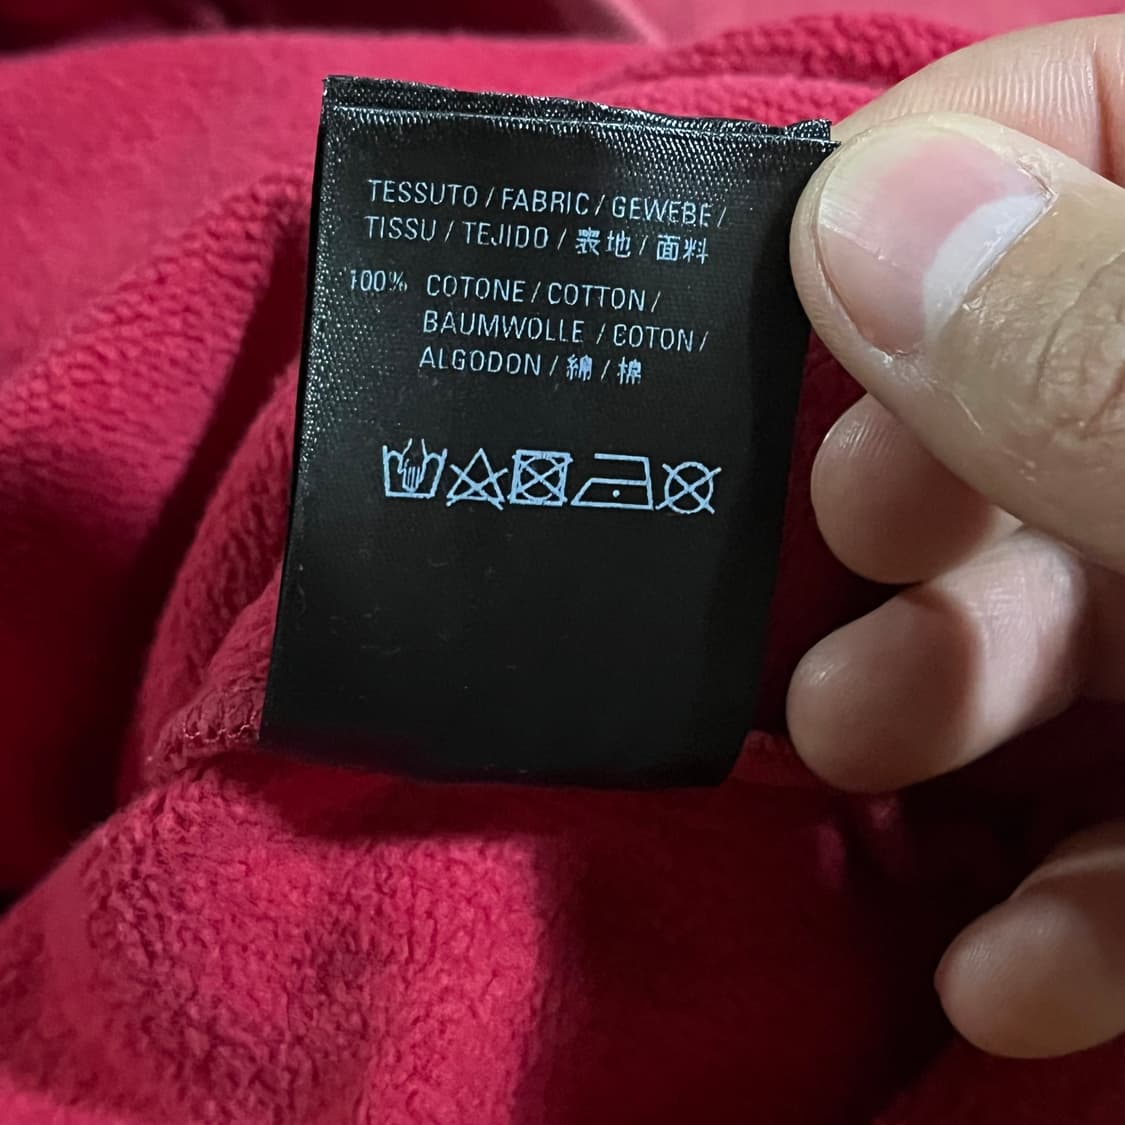 TESSUTO / FABRIC / GEWEBE /
TISSU / TEJIDO / 表地 / 面料
100% COTONE / COTTON /
BAUMWOLLE / COTON /
ALGODON / 綿 / 棉